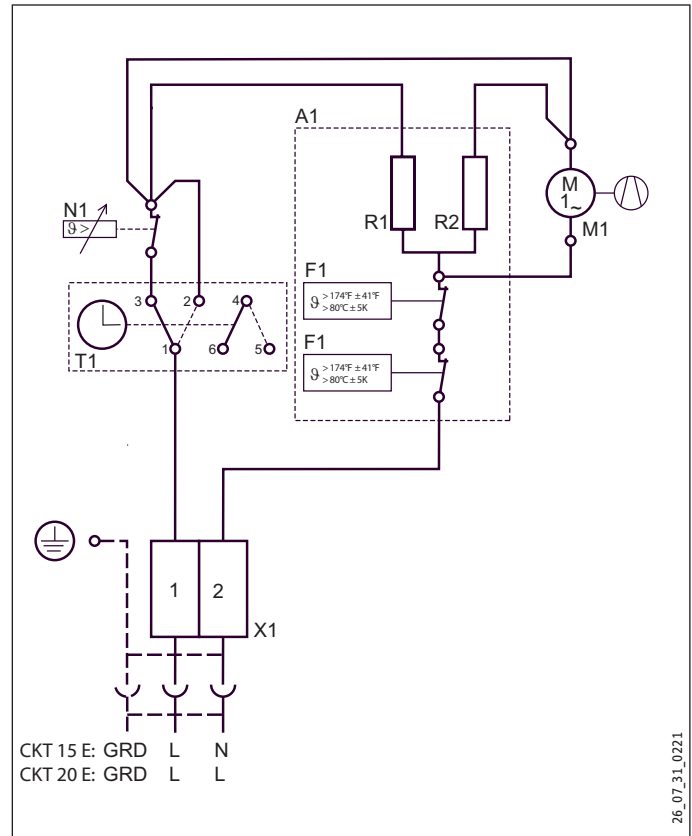 A1
M
1~
N1
ϑ >
R1
R2
M1
F1
3
2
4
ϑ > 174°F ± 41°F
> 80°C ± 5K
T1
1
6
5
F1
ϑ > 174°F ± 41°F
> 80°C ± 5K
1
2
X1
CKT 15 E: GRD L N
CKT 20 E: GRD L L
26_07_31_0221